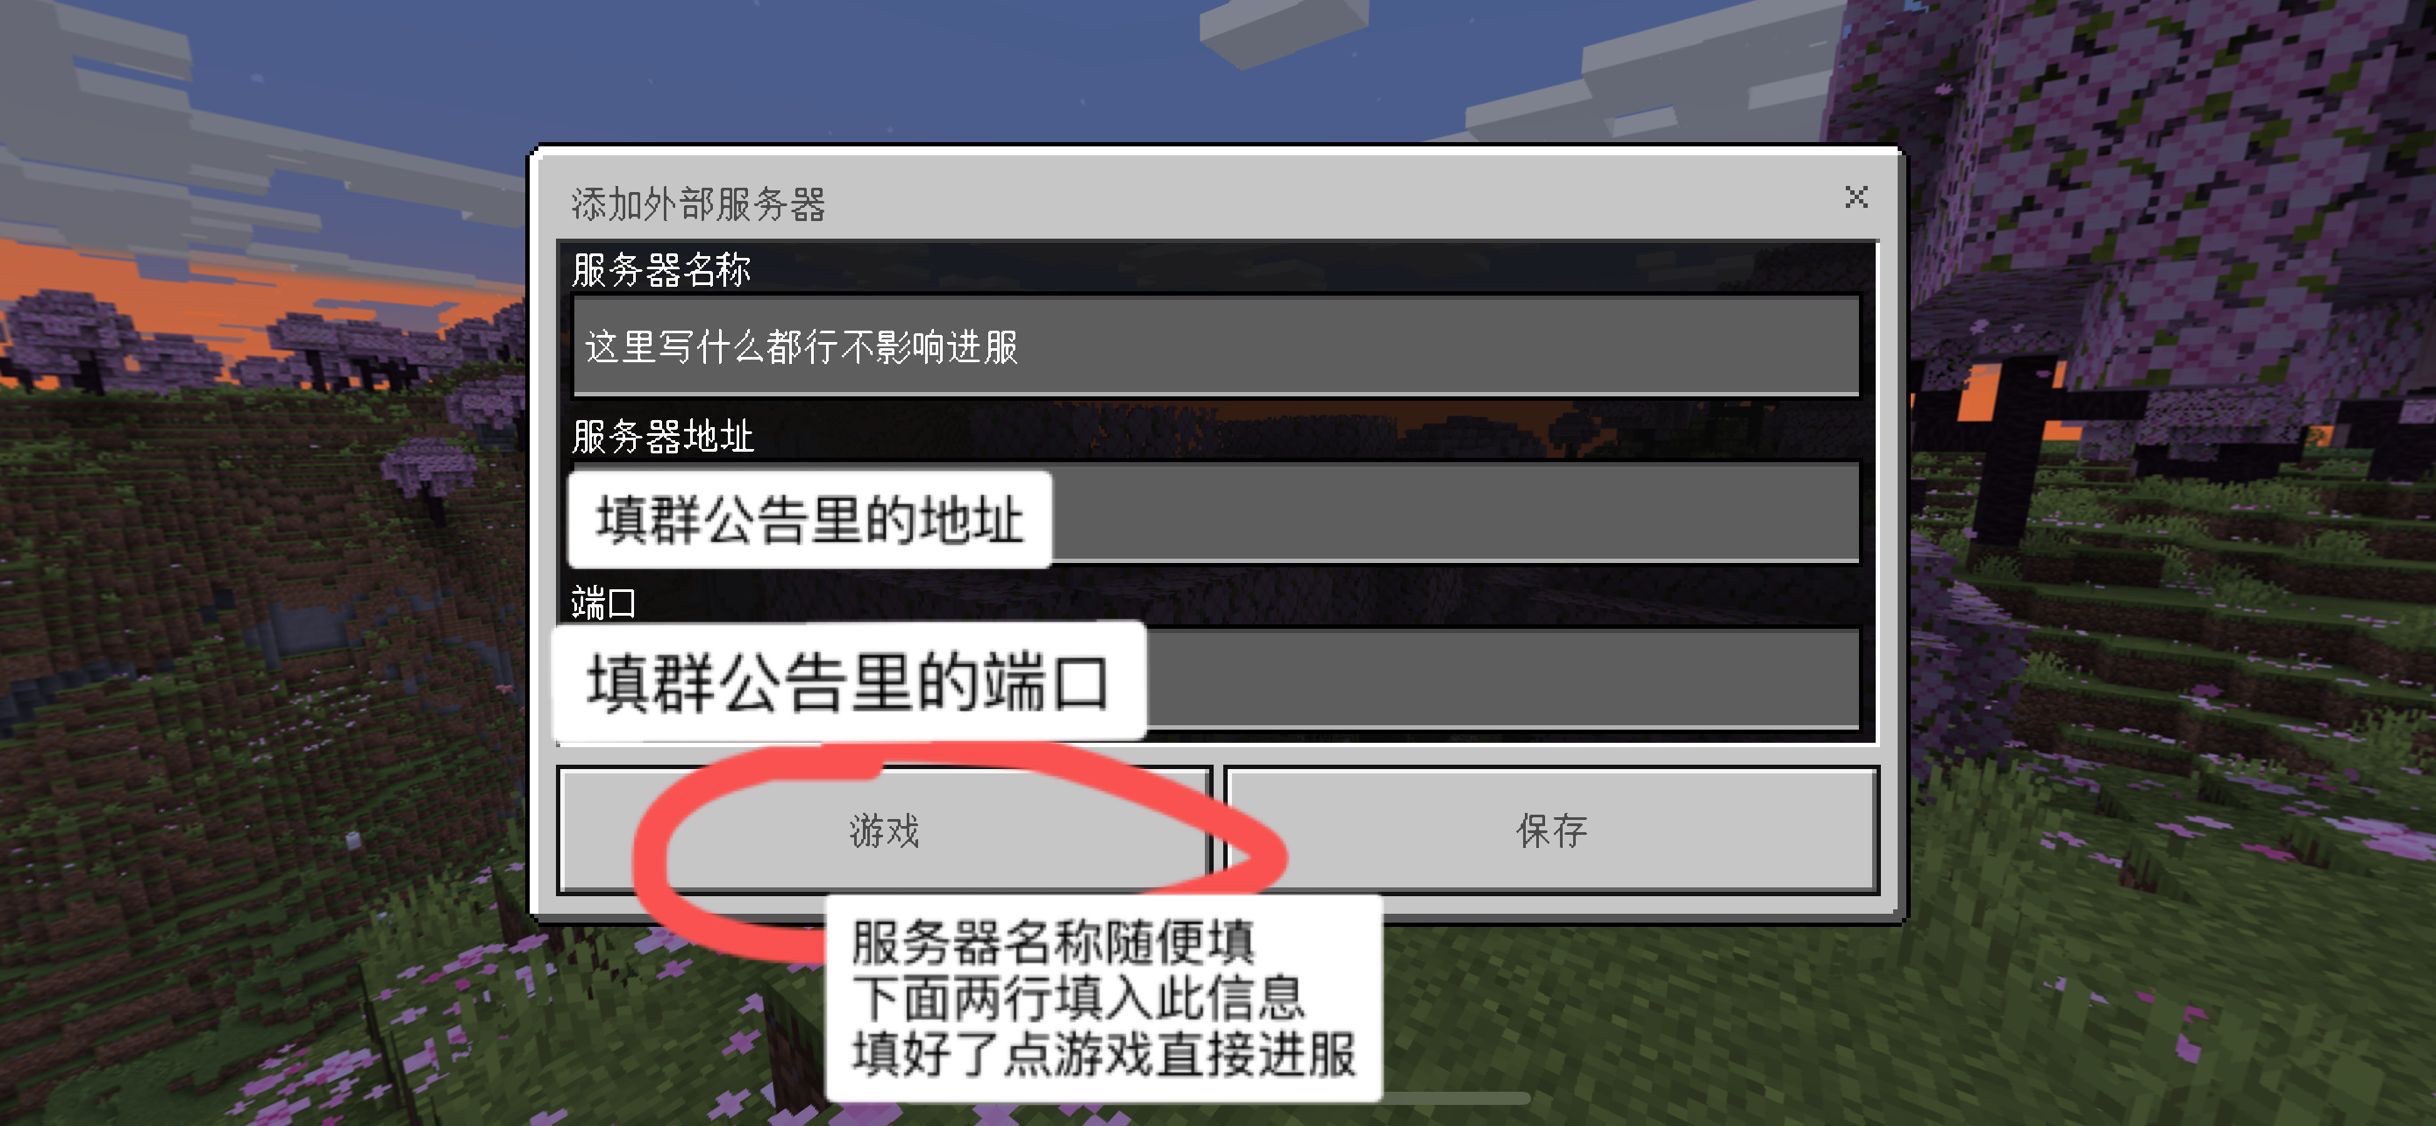 添加外部服务器
服务器名称
这里写什么都行不影响进服
服务器地址
填群公告里的地址
端口
填群公告里的端口
游戏
保存
服务器名称随便填
下面两行填入此信息
填好了点游戏直接进服